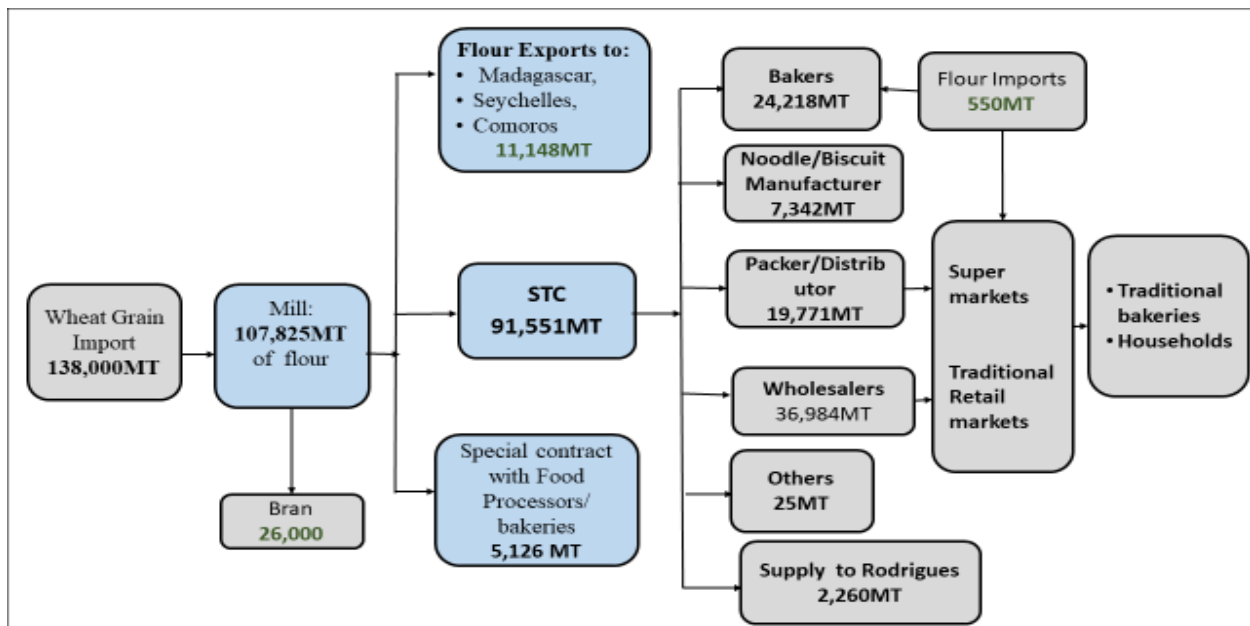 Wheat Grain
Import
138,000MT
Mill:
107,825MT
of flour
Bran
26,000
Flour Exports to:
• Madagascar,
• Seychelles,
• Comoros
11,148MT
STC
91,551MT
Special contract
with Food
Processors/
bakeries
5,126 MT
Bakers
24,218MT
Noodle/Biscuit
Manufacturer
7,342MT
Packer/Distrib
utor
19,771MT
Wholesalers
36,984MT
Others
25MT
Supply to Rodrigues
2,260MT
Flour Imports
550MT
Super
markets
Traditional
Retail
markets
• Traditional
bakeries
• Households